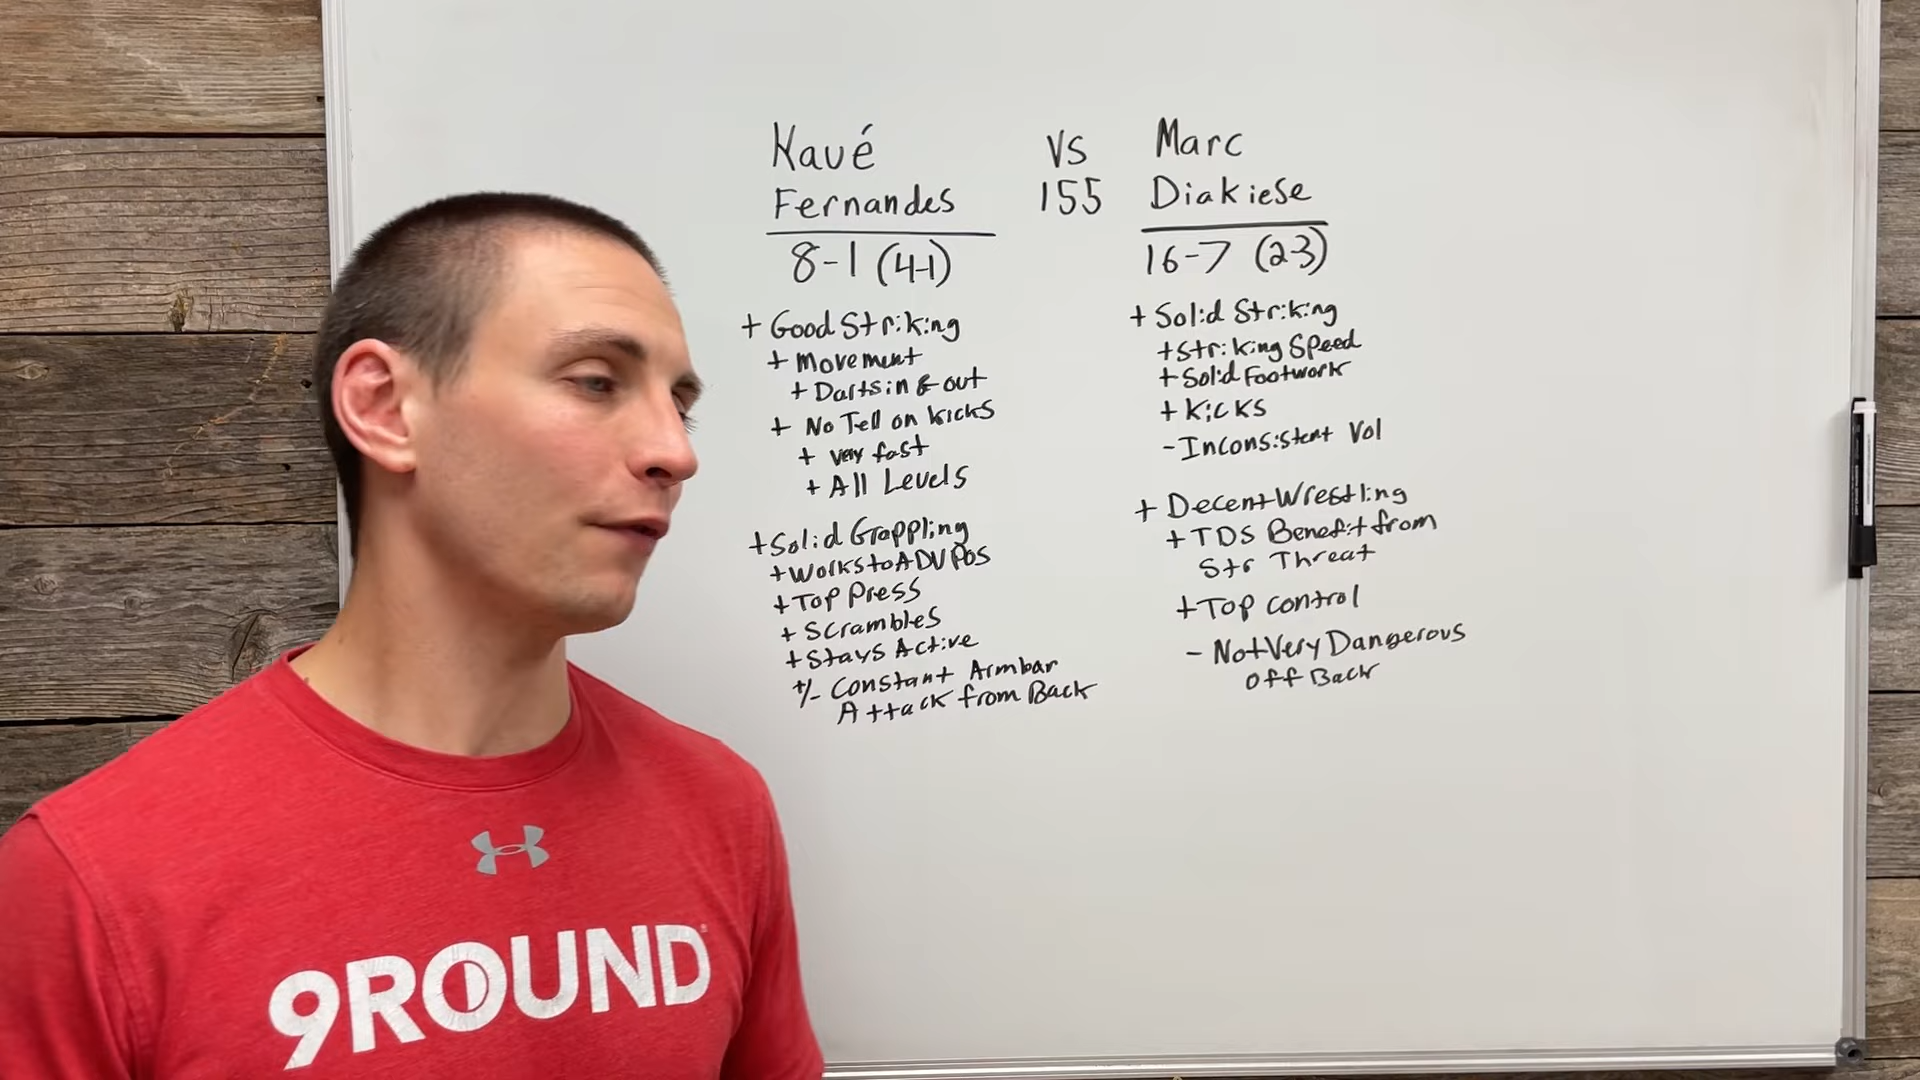 Kaué
Fernandes
8-1 (4-1)
+ Good Striking
+ Movement
+ Darts in & out
+ No Tell on kicks
+ very fast
+ All Levels
+ Solid Grappling
+ Works to ADV Pos
+ Top Press
+ Scrambles
+ Stays Active
+/- Constant Armbar
Attack from Back
VS
155
Marc
Diakiese
16-7 (2-3)
+ Solid Striking
+ Striking Speed
+ Solid Footwork
+ Kicks
- Inconsistent Vol
+ Decent Wrestling
+ TDS Benefit from
Str Threat
+ Top Control
- Not Very Dangerous
off Back
9ROUND